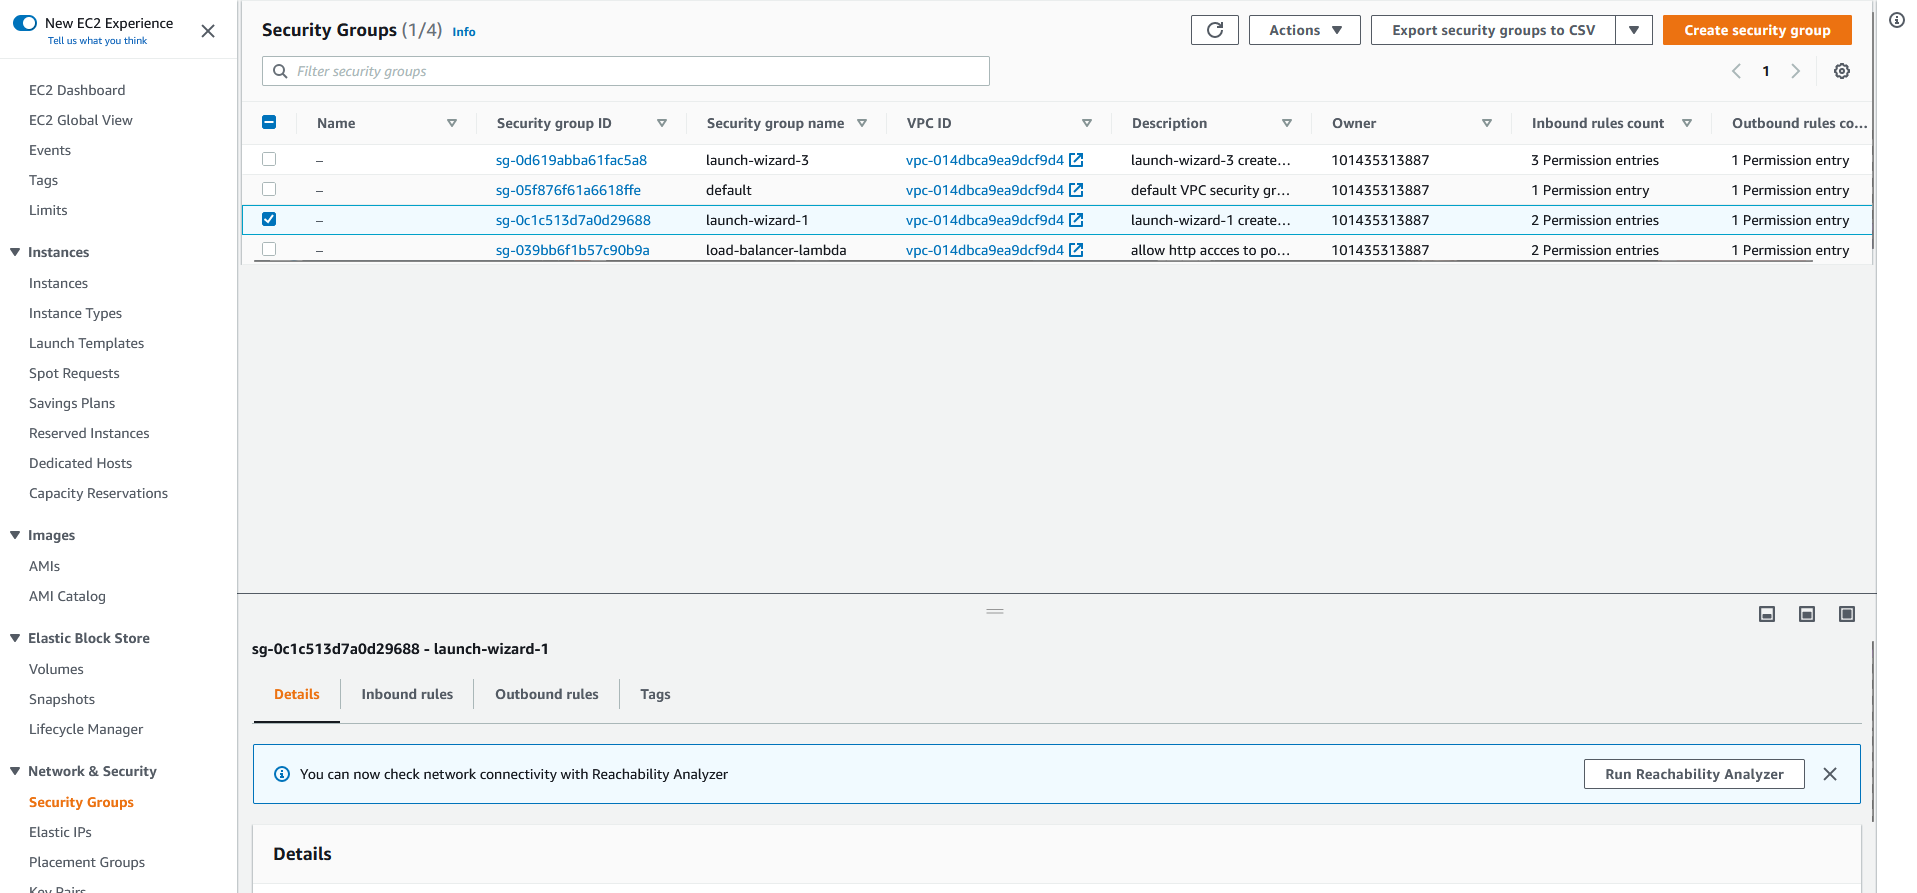 New EC2 Experience
Tell us what you think
EC2 Dashboard
EC2 Global View
Events
Tags
Limits
Instances
Instances
Instance Types
Launch Templates
Spot Requests
Savings Plans
Reserved Instances
Dedicated Hosts
Capacity Reservations
Images
AMIs
AMI Catalog
Elastic Block Store
Volumes
Snapshots
Lifecycle Manager
Network & Security
Security Groups
Elastic IPs
Placement Groups
Key Pairs
Security Groups (1/4) Info
Actions
Export security groups to CSV
Create security group
Filter security groups
1
Name Security group ID Security group name VPC ID Description Owner Inbound rules count Outbound rules co...
– sg-0d619abba61fac5a8 launch-wizard-3 vpc-014dbca9ea9dcf9d4 launch-wizard-3 create... 101435313887 3 Permission entries 1 Permission entry
– sg-05f876f61a6618ffe default vpc-014dbca9ea9dcf9d4 default VPC security gr... 101435313887 1 Permission entry 1 Permission entry
– sg-0c1c513d7a0d29688 launch-wizard-1 vpc-014dbca9ea9dcf9d4 launch-wizard-1 create... 101435313887 2 Permission entries 1 Permission entry
– sg-039bb6f1b57c90b9a load-balancer-lambda vpc-014dbca9ea9dcf9d4 allow http accces to po... 101435313887 2 Permission entries 1 Permission entry
sg-0c1c513d7a0d29688 - launch-wizard-1
Details Inbound rules Outbound rules Tags
You can now check network connectivity with Reachability Analyzer
Run Reachability Analyzer
Details